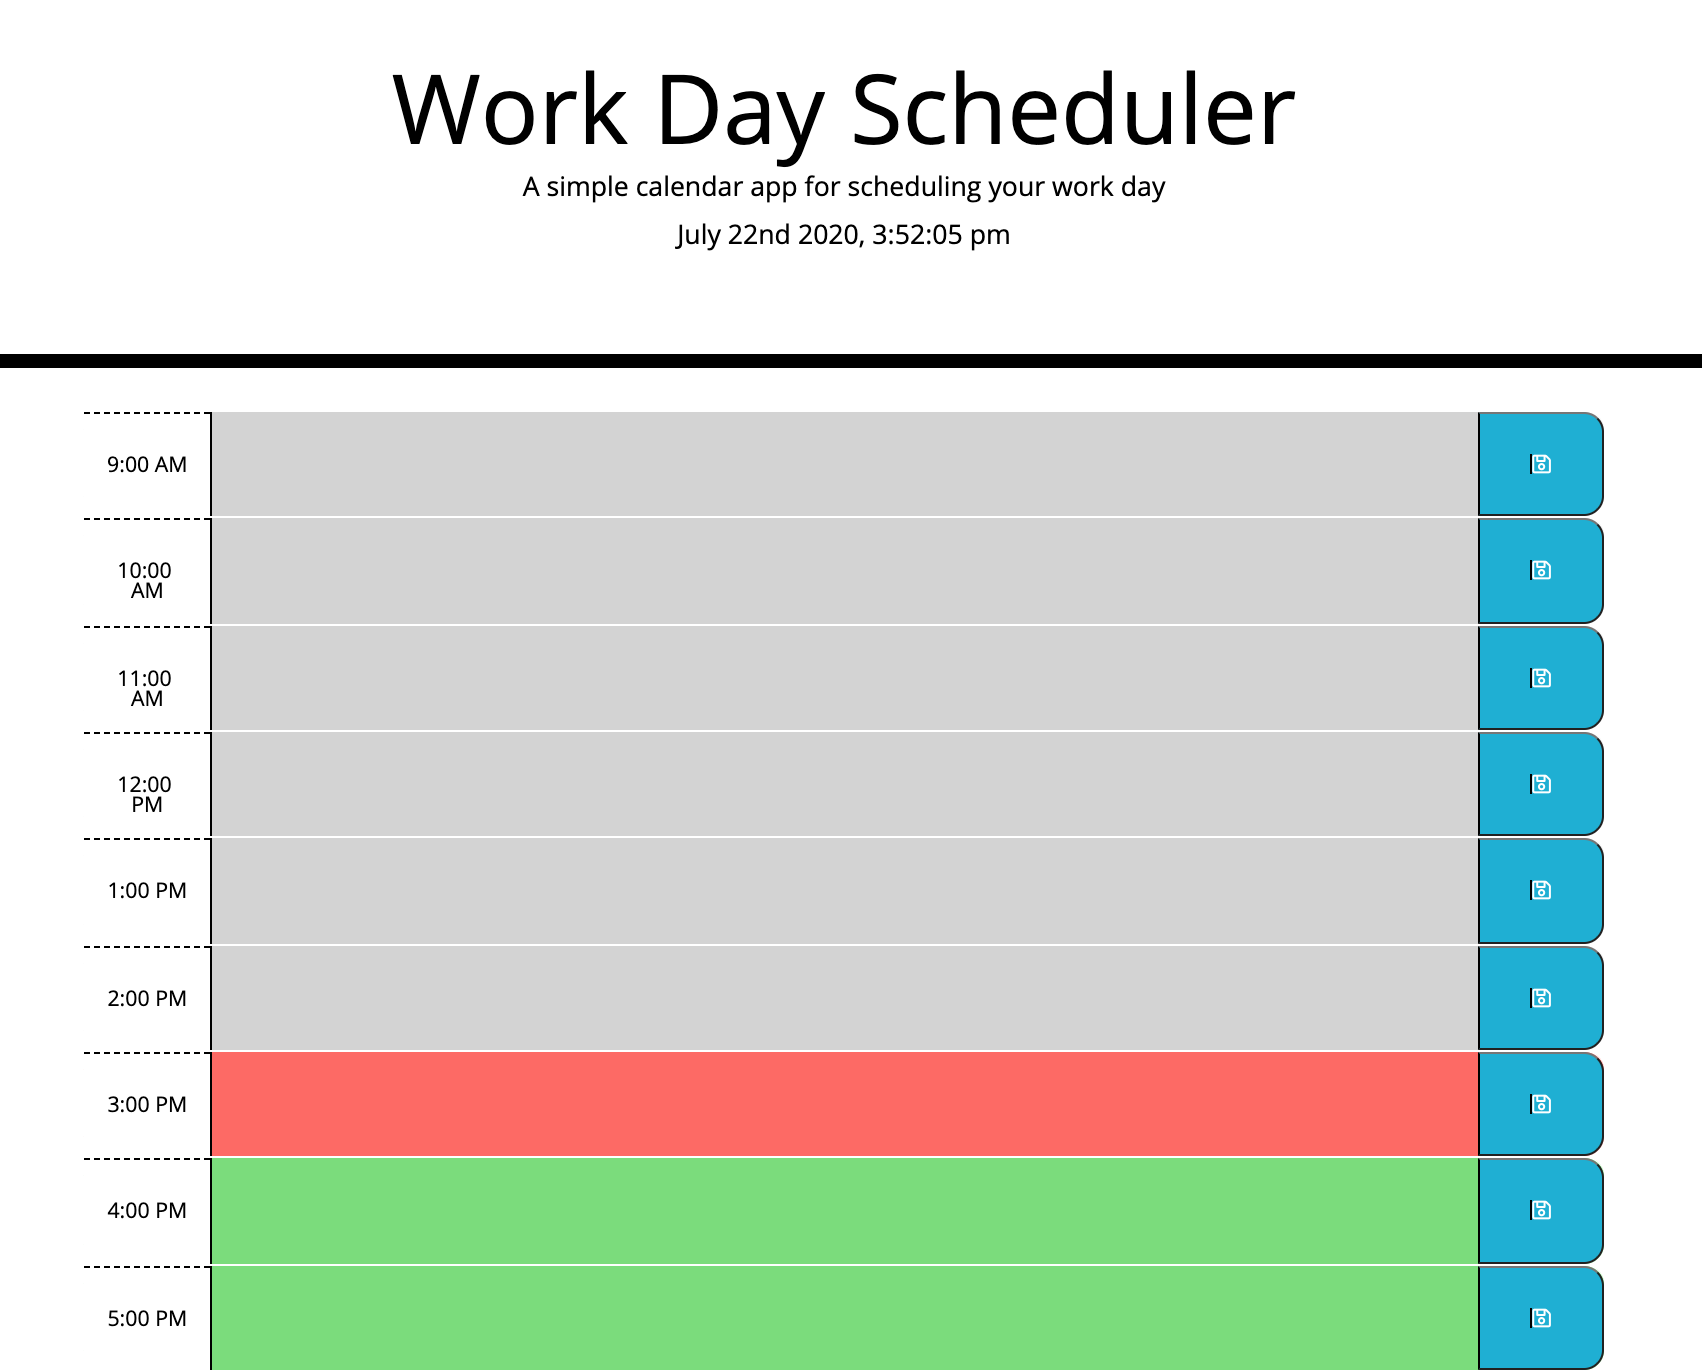 Work Day Scheduler
A simple calendar app for scheduling your work day
July 22nd 2020, 3:52:05 pm
9:00 AM
10:00
AM
11:00
AM
12:00
PM
1:00 PM
2:00 PM
3:00 PM
4:00 PM
5:00 PM